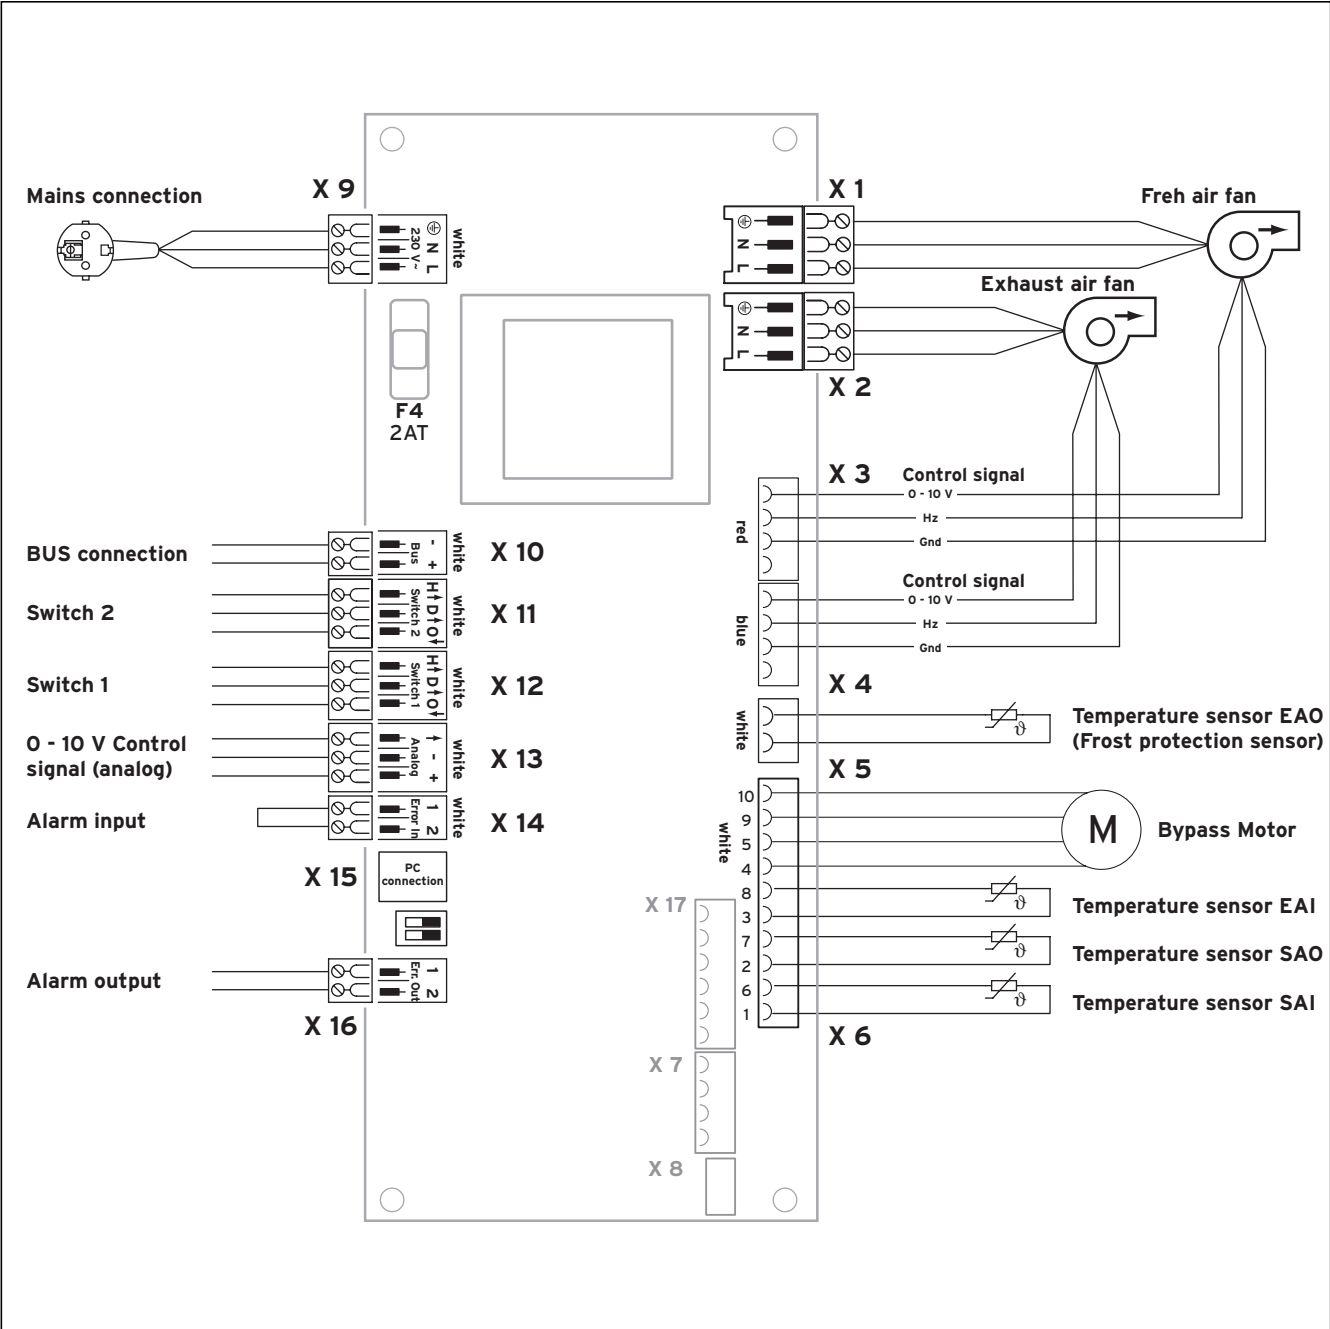 Mains connection
X 9
230 V~
N L
white
F4
2AT
X 1
N
L
Freh air fan
Exhaust air fan
N
L
X 2
X 3
red
Control signal
0 - 10 V
Hz
Gnd
blue
Control signal
0 - 10 V
Hz
Gnd
X 4
BUS connection
Bus
- +
white
X 10
Switch 2
Switch 2
H D O
white
X 11
Switch 1
Switch 1
H D O
white
X 12
0 - 10 V Control
signal (analog)
Analog
- +
white
X 13
Alarm input
Error In
1 2
white
X 14
X 15
PC
connection
Alarm output
Err. Out
1 2
X 16
white
ϑ
Temperature sensor EAO
(Frost protection sensor)
X 5
white
10
9
5
4
8
3
7
2
6
1
M
Bypass Motor
ϑ
Temperature sensor EAI
ϑ
Temperature sensor SAO
ϑ
Temperature sensor SAI
X 6
X 17
X 7
X 8